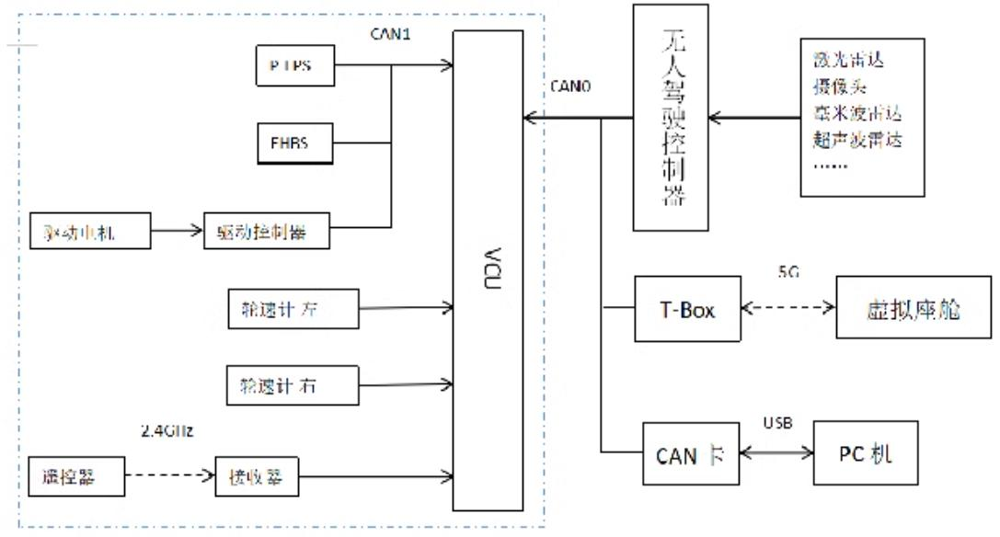 CAN1
EHBS
驱动电机
驱动控制器
轮速计 左
轮速计 右
2.4GHz
遥控器
接收器
VCU
CAN0
无人驾驶控制器
激光雷达
摄像头
毫米波雷达
超声波雷达
……
T-Box
5G
虚拟座舱
CAN 卡
USB
PC 机